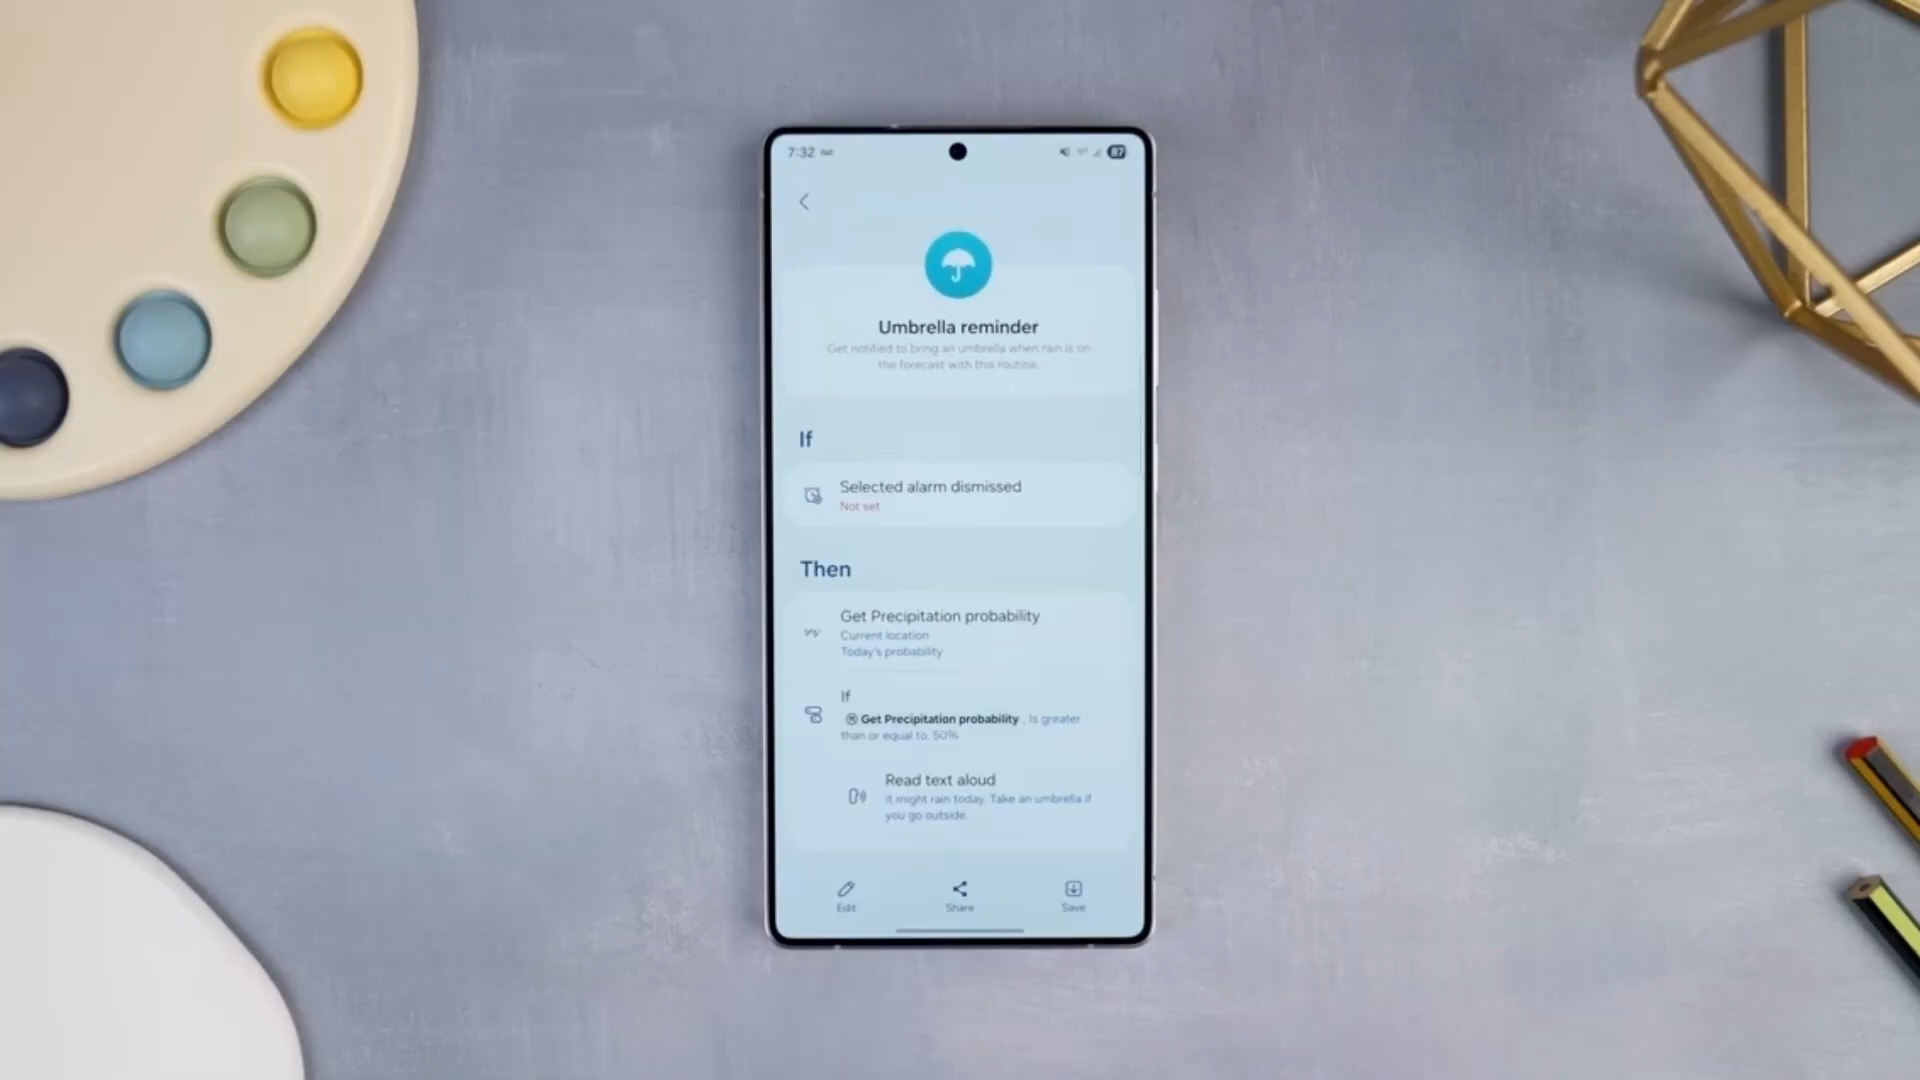 7:32
87
Umbrella reminder
Get notified to bring an umbrella when rain is on
the forecast with this routine.
If
Selected alarm dismissed
Not set
Then
Get Precipitation probability
Current location
Today's probability
If
Get Precipitation probability , Is greater
than or equal to, 50%
Read text aloud
It might rain today. Take an umbrella if
you go outside.
Edit
Share
Save